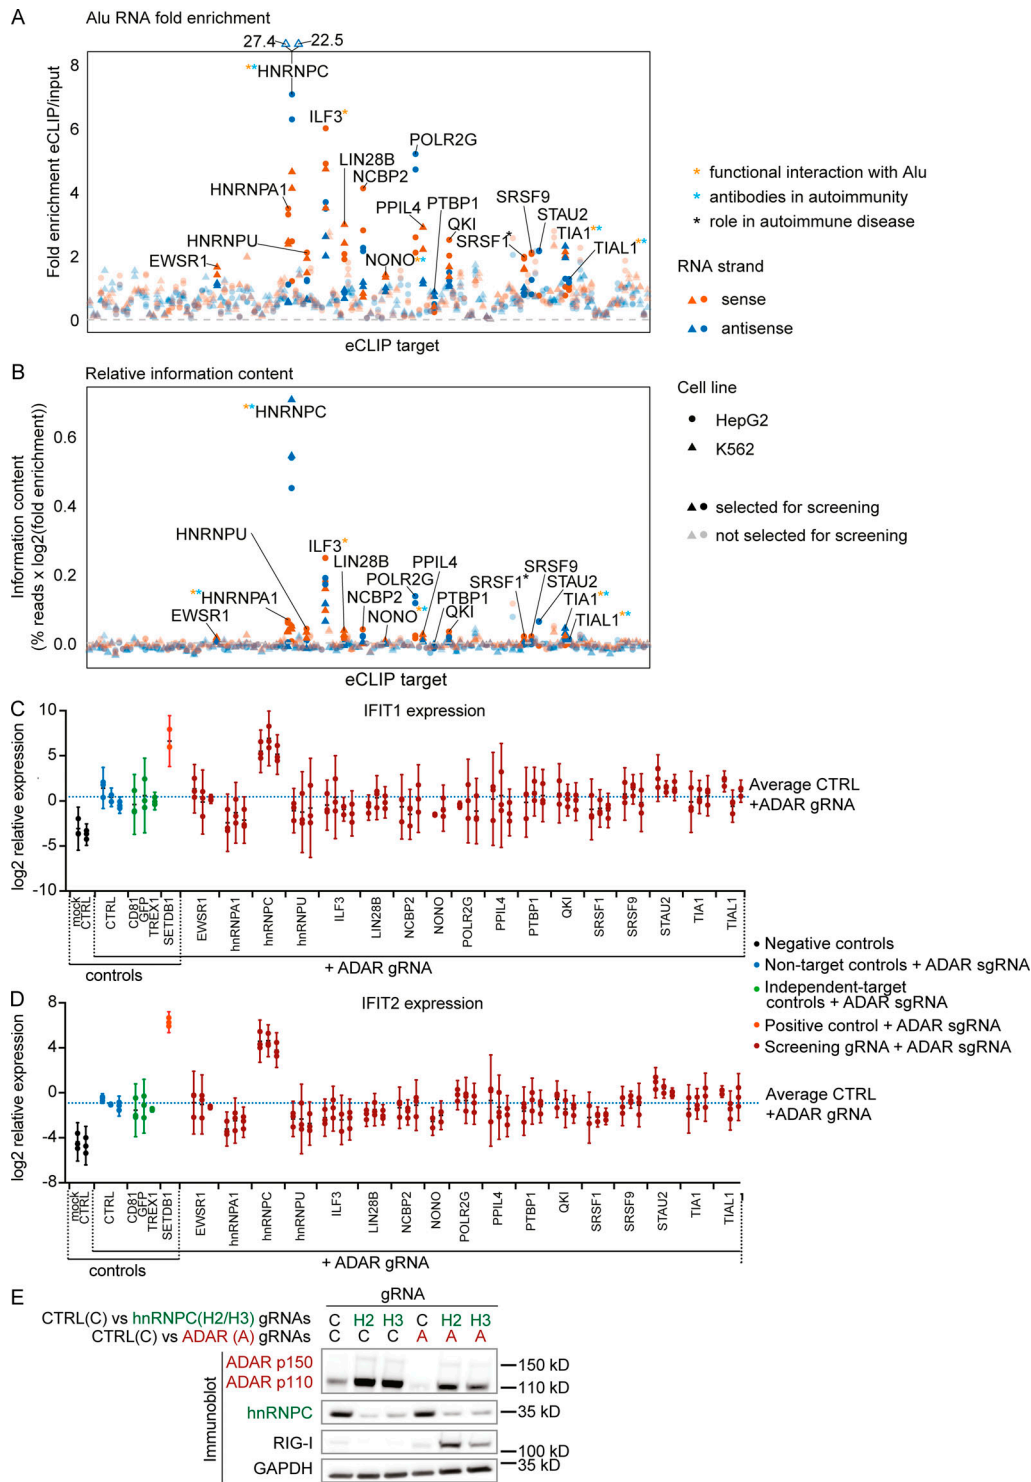 A
Alu RNA fold enrichment
27.4 22.5
**HNRNPC
ILF3*
POLR2G
LIN28B
NCBP2
HNRNPA1
PPIL4
PTBP1
QKI
SRSF9
STAU2
SRSF1*
TIA1**
TIAL1**
HNRNPU
EWSR1
NONO**
8
6
4
2
0
Fold enrichment eCLIP/input
eCLIP target
* functional interaction with Alu
* antibodies in autoimmunity
* role in autoimmune disease
RNA strand
sense
antisense
B
Relative information content
**HNRNPC
HNRNPU
ILF3*
LIN28B
PPIL4
POLR2G
SRSF1*
SRSF9
STAU2
**HNRNPA1
NCBP2
PTBP1
TIA1**
EWSR1
NONO**
QKI
TIAL1**
0.6
0.4
0.2
0.0
Information content
(% reads x log2(fold enrichment))
eCLIP target
Cell line
HepG2
K562
selected for screening
not selected for screening
C
IFIT1 expression
10
5
0
-5
-10
log2 relative expression
Average CTRL
+ADAR gRNA
mock
CTRL
CTRL
CD81
GFP
TREX1
SETDB1
EWSR1
hnRNPA1
hnRNPC
hnRNPU
ILF3
LIN28B
NCBP2
NONO
POLR2G
PPIL4
PTBP1
QKI
SRSF1
SRSF9
STAU2
TIA1
TIAL1
controls
+ ADAR gRNA
Negative controls
Non-target controls + ADAR sgRNA
Independent-target
controls + ADAR sgRNA
Positive control + ADAR sgRNA
Screening gRNA + ADAR sgRNA
D
IFIT2 expression
8
4
0
-4
-8
log2 relative expression
Average CTRL
+ADAR gRNA
mock
CTRL
CTRL
CD81
GFP
TREX1
SETDB1
EWSR1
hnRNPA1
hnRNPC
hnRNPU
ILF3
LIN28B
NCBP2
NONO
POLR2G
PPIL4
PTBP1
QKI
SRSF1
SRSF9
STAU2
TIA1
TIAL1
controls
+ ADAR gRNA
E
gRNA
CTRL(C) vs hnRNPC(H2/H3) gRNAs C H2 H3 C H2 H3
CTRL(C) vs ADAR (A) gRNAs C C C A A A
Immunoblot
ADAR p150 150 kD
ADAR p110 110 kD
hnRNPC 35 kD
RIG-I 100 kD
GAPDH 35 kD